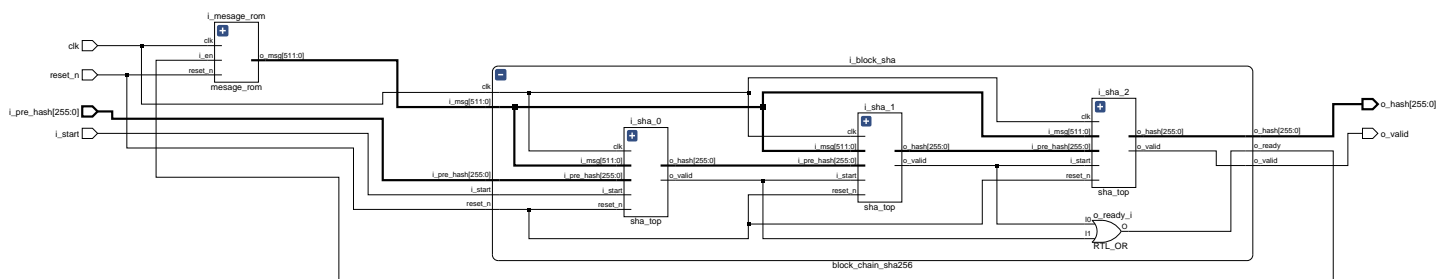 i_mesage_rom
clk
i_en
reset_n
o_msg[511:0]
mesage_rom
clk
reset_n
i_pre_hash[255:0]
i_start
i_block_sha
clk
i_msg[511:0]
i_pre_hash[255:0]
i_start
reset_n
i_sha_0
clk
i_msg[511:0]
i_pre_hash[255:0]
i_start
reset_n
o_hash[255:0]
o_valid
sha_top
i_sha_1
clk
i_msg[511:0]
i_pre_hash[255:0]
i_start
reset_n
o_hash[255:0]
o_valid
sha_top
i_sha_2
clk
i_msg[511:0]
i_pre_hash[255:0]
i_start
reset_n
o_hash[255:0]
o_valid
sha_top
o_ready_i
I0
I1
O
RTL_OR
o_hash[255:0]
o_ready
o_valid
block_chain_sha256
o_hash[255:0]
o_valid